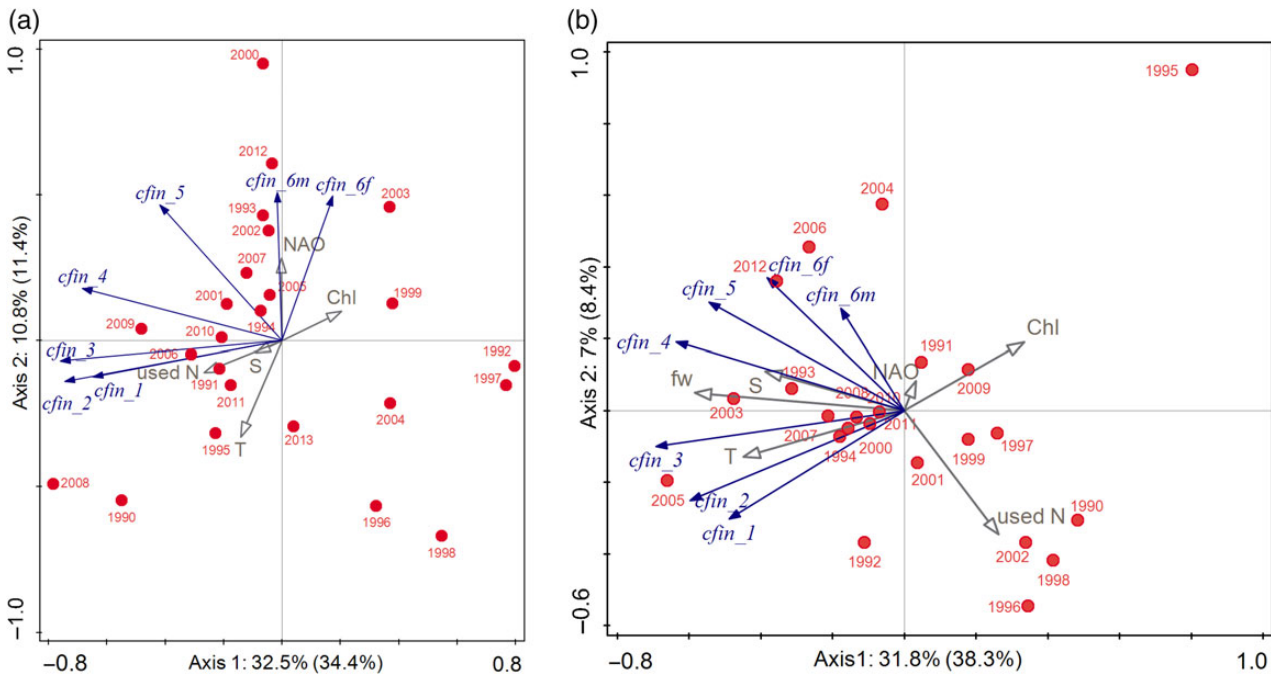 (a)
1.0
Axis 2: 10.8% (11.4%)
−1.0
2000
2012
cfin_6m
cfin_6f
cfin_5
2003
1993
2002
NAO
2007
cfin_4
2005
Chl
2001
1999
1994
2009
2010
cfin_3
2006
S
1992
used N
1991
1997
cfin_1
cfin_2
2011
2004
1995
T
2013
2008
1990
1996
1998
−0.8
Axis 1: 32.5% (34.4%)
0.8
(b)
1.0
Axis 2: 7% (8.4%)
−0.6
1995
2004
2006
2012
cfin_6f
cfin_5
cfin_6m
cfin_4
Chl
1991
1993
NAO
2009
fw
S
2008
2010
2003
2007
2011
1994
2000
1999
1997
cfin_3
T
2001
2005
cfin_2
cfin_1
used N
1990
1992
2002
1998
1996
−0.8
Axis1: 31.8% (38.3%)
1.0